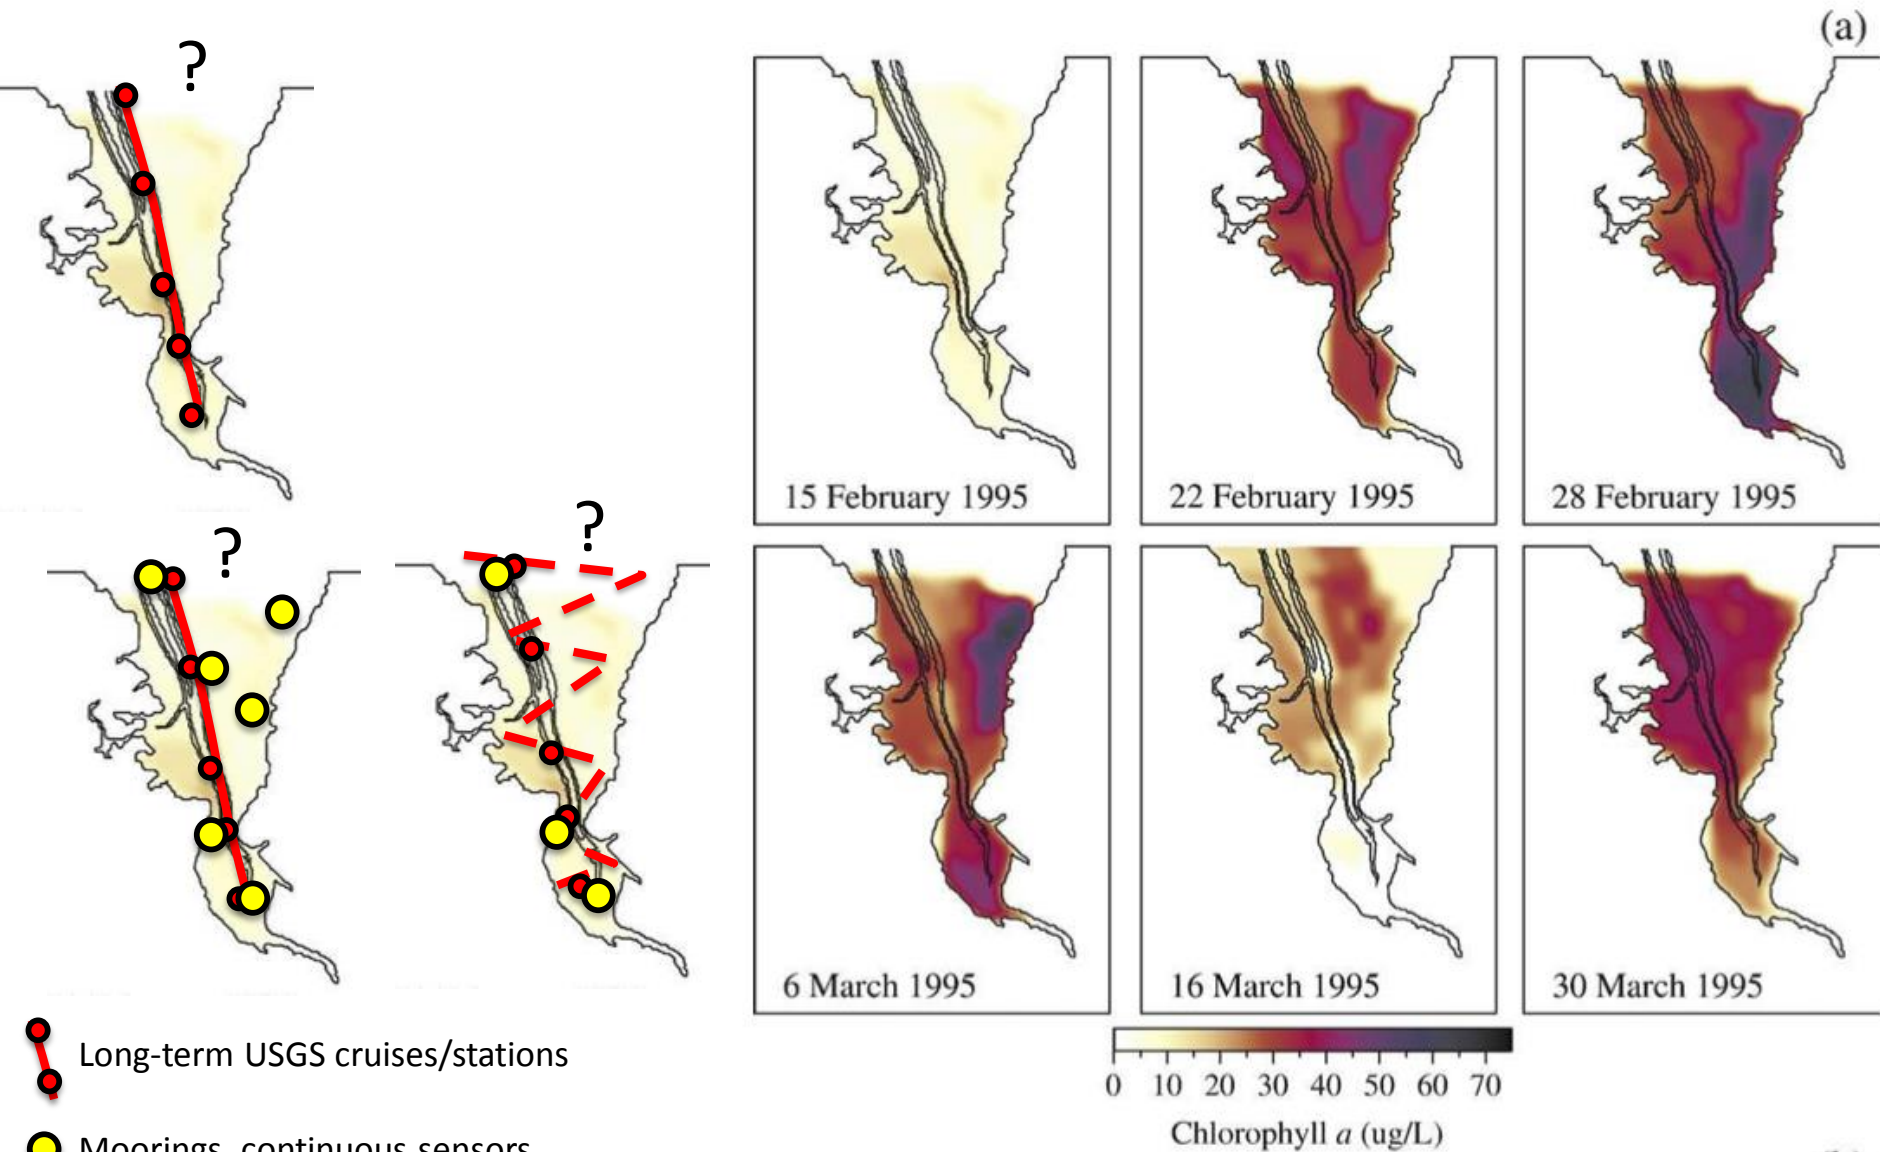 ?
(a)
15 February 1995
22 February 1995
28 February 1995
?
?
6 March 1995
16 March 1995
30 March 1995
0 10 20 30 40 50 60 70
Chlorophyll a (ug/L)
Long-term USGS cruises/stations
Moorings, continuous sensors